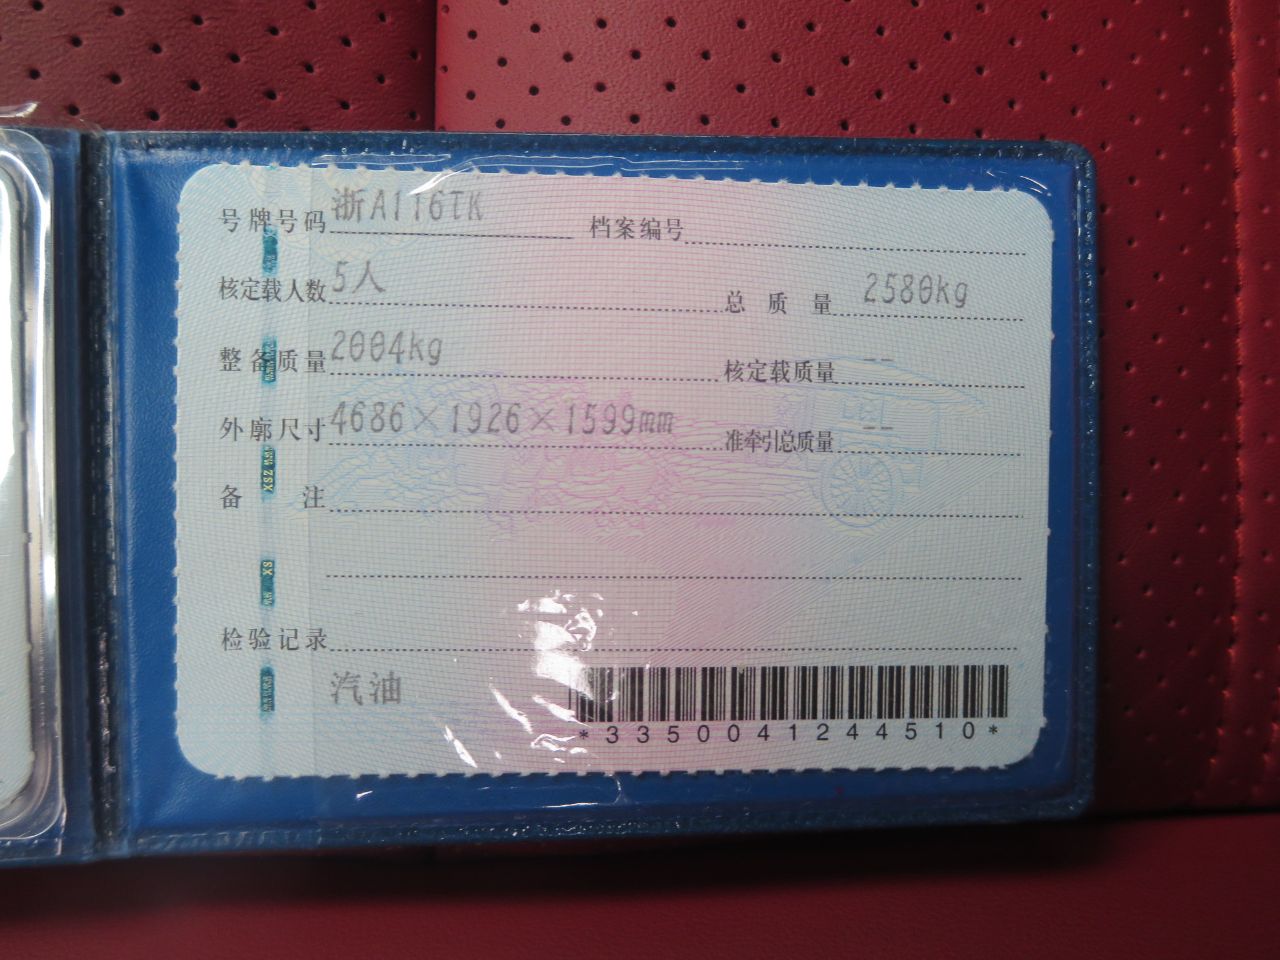 号牌号码 浙A116TK 档案编号
核定载人数 5人 总质量 2580kg
整备质量 2004kg 核定载质量 --
外廓尺寸 4686×1926×1599mm 准牵引总质量 --
备注
检验记录
汽油
*3350041244510*